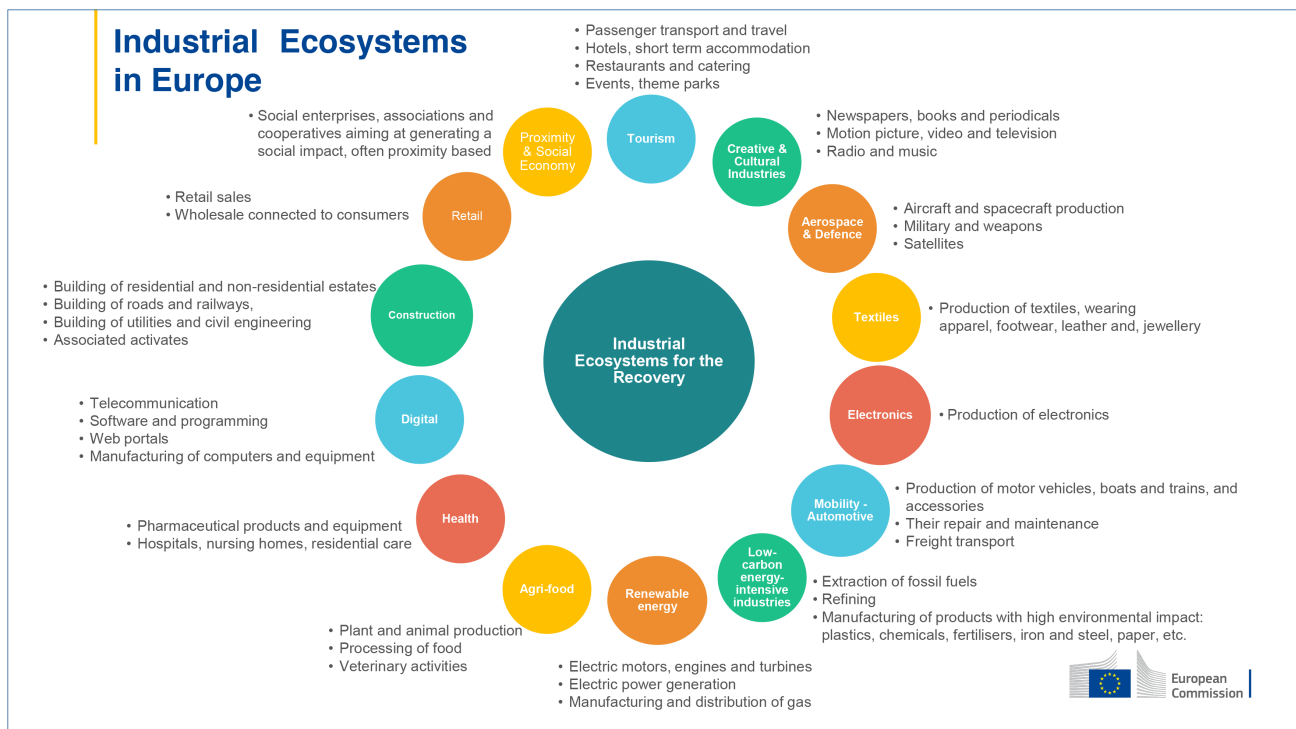 Industrial Ecosystems
in Europe
• Passenger transport and travel
• Hotels, short term accommodation
• Restaurants and catering
• Events, theme parks
Tourism
• Newspapers, books and periodicals
• Motion picture, video and television
• Radio and music
Creative &
Cultural
Industries
• Aircraft and spacecraft production
• Military and weapons
• Satellites
Aerospace
& Defence
• Production of textiles, wearing
apparel, footwear, leather and, jewellery
Textiles
• Production of electronics
Electronics
• Production of motor vehicles, boats and trains, and
accessories
• Their repair and maintenance
• Freight transport
Mobility -
Automotive
• Extraction of fossil fuels
• Refining
• Manufacturing of products with high environmental impact:
plastics, chemicals, fertilisers, iron and steel, paper, etc.
Low-
carbon
energy-
intensive
industries
• Electric motors, engines and turbines
• Electric power generation
• Manufacturing and distribution of gas
Renewable
energy
• Plant and animal production
• Processing of food
• Veterinary activities
Agri-food
• Pharmaceutical products and equipment
• Hospitals, nursing homes, residential care
Health
• Telecommunication
• Software and programming
• Web portals
• Manufacturing of computers and equipment
Digital
• Building of residential and non-residential estates
• Building of roads and railways,
• Building of utilities and civil engineering
• Associated activates
Construction
• Retail sales
• Wholesale connected to consumers
Retail
• Social enterprises, associations and
cooperatives aiming at generating a
social impact, often proximity based
Proximity
& Social
Economy
Industrial
Ecosystems for the
Recovery
European
Commission